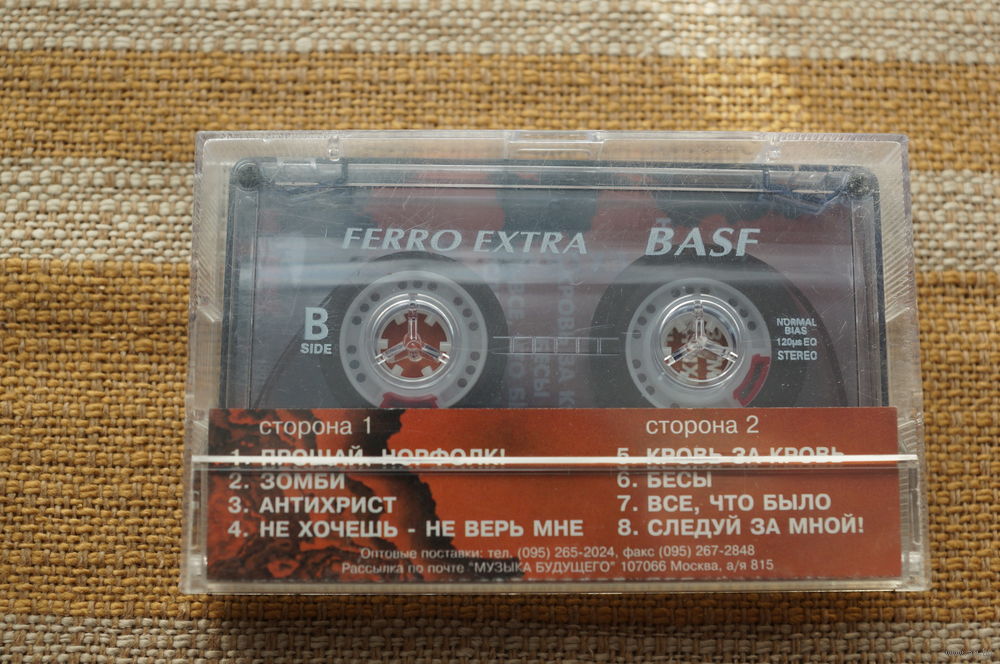 FERRO EXTRA BASF
B
SIDE
NORMAL
BIAS
120µs EQ
STEREO
сторона 1
1. ПРОЩАЙ, НОРФОЛК!
2. ЗОМБИ
3. АНТИХРИСТ
4. НЕ ХОЧЕШЬ - НЕ ВЕРЬ МНЕ
сторона 2
5. КРОВЬ ЗА КРОВЬ
6. БЕСЫ
7. ВСЕ, ЧТО БЫЛО
8. СЛЕДУЙ ЗА МНОЙ!
Оптовые поставки: тел. (095) 265-2024, факс (095) 267-2848
Рассылка по почте "МУЗЫКА БУДУЩЕГО" 107066 Москва, а/я 815